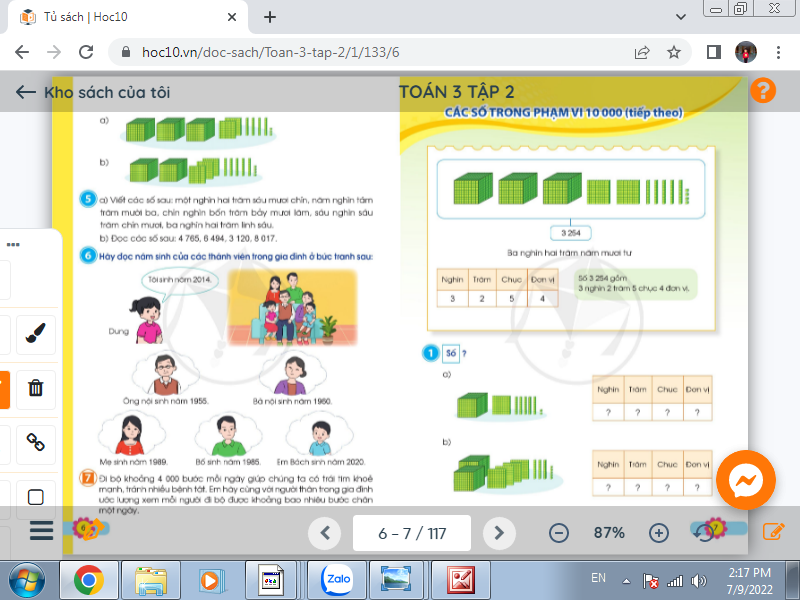 Tủ sách | Hoc10
hoc10.vn/doc-sach/Toan-3-tap-2/1/133/6
Kho sách của tôi
TOÁN 3 TẬP 2
a)
b)
5 a) Viết các số sau: một nghìn hai trăm sáu mươi chín, năm nghìn tám
trăm mười ba, chín nghìn bốn trăm bảy mươi lăm, sáu nghìn sáu
trăm chín mươi, ba nghìn hai trăm linh sáu.
b) Đọc các số sau: 4 765, 6 494, 3 120, 8 017.
6 Hãy đọc năm sinh của các thành viên trong gia đình ở bức tranh sau:
Tôi sinh năm 2014.
Dung
Ông nội sinh năm 1955.
Bà nội sinh năm 1960.
Mẹ sinh năm 1989.
Bố sinh năm 1985.
Em Bách sinh năm 2020.
7 Đi bộ khoảng 4 000 bước mỗi ngày giúp chúng ta có trái tim khoẻ
mạnh, tránh nhiều bệnh tật. Em hãy cùng với người thân trong gia đình
ước lượng xem mỗi người đi bộ được khoảng bao nhiêu bước chân
một ngày.
6
CÁC SỐ TRONG PHẠM VI 10 000 (tiếp theo)
3 254
Ba nghìn hai trăm năm mươi tư
Nghìn Trăm Chục Đơn vị
3 2 5 4
Số 3 254 gồm
3 nghìn 2 trăm 5 chục 4 đơn vị.
1 Số ?
a)
Nghìn Trăm Chục Đơn vị
? ? ? ?
b)
Nghìn Trăm Chục Đơn vị
? ? ? ?
7
6 - 7 / 117
87%
Zalo
EN
2:17 PM
7/9/2022